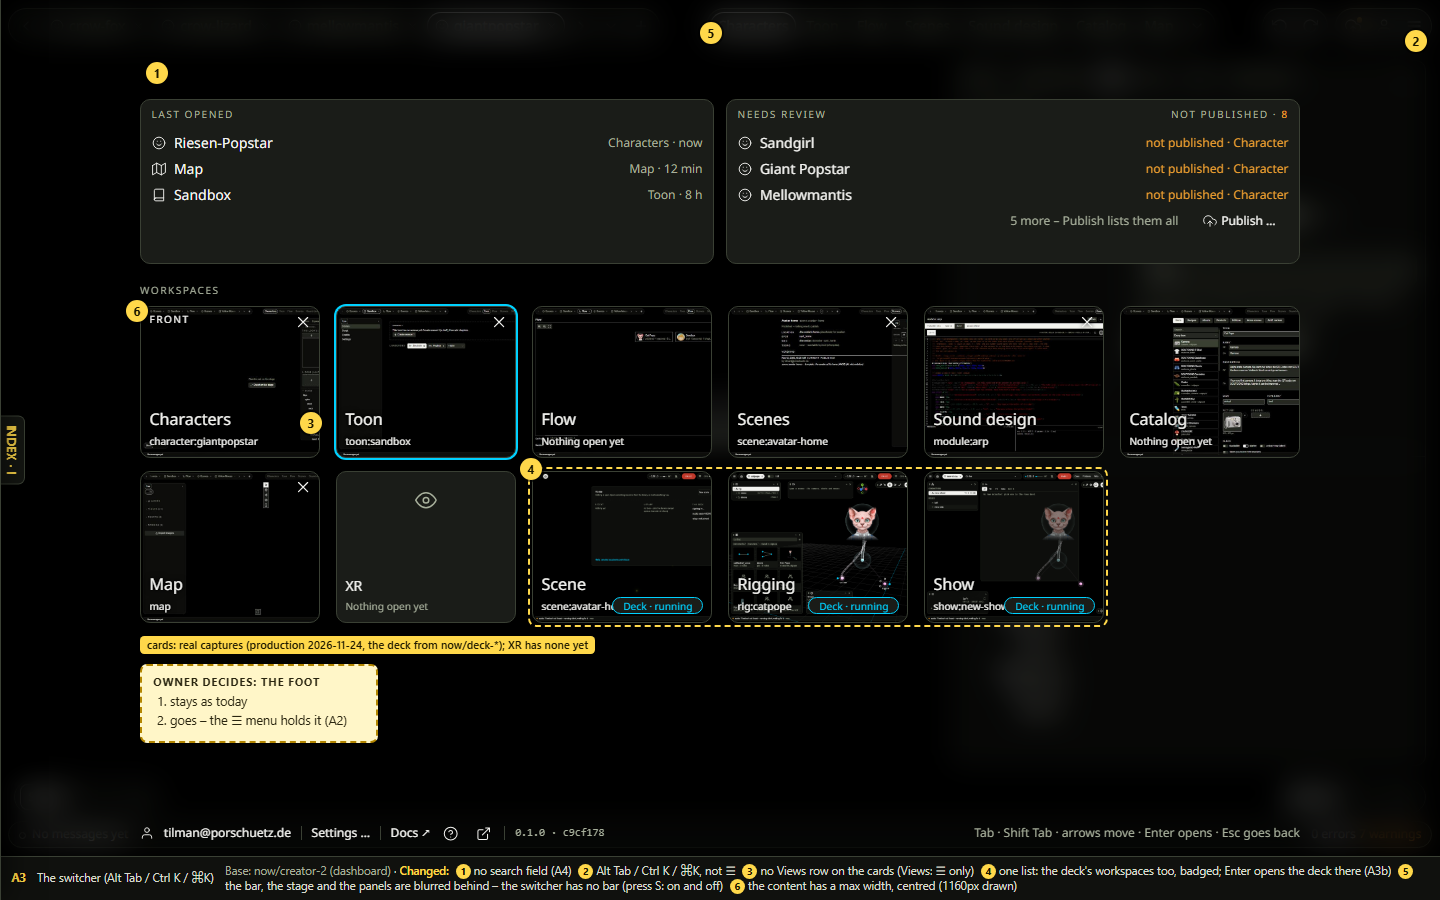 5
2
1
LAST OPENED
Riesen-Popstar Characters · now
Map Map · 12 min
Sandbox Toon · 8 h
NEEDS REVIEW NOT PUBLISHED · 8
Sandgirl not published · Character
Giant Popstar not published · Character
Mellowmantis not published · Character
5 more – Publish lists them all Publish ...
WORKSPACES
6
FRONT
Characters
character:giantpopstar
3
Toon
toon:sandbox
Flow
Nothing open yet
Scenes
scene:avatar-home
Sound design
module:arp
Catalog
Nothing open yet
INDEX · I
4
Map
map
XR
Nothing open yet
Scene
Deck · running
Rigging
rig:catpope Deck · running
Show
show:new-show Deck · running
cards: real captures (production 2026-11-24, the deck from now/deck-*); XR has none yet
OWNER DECIDES: THE FOOT
1. stays as today
2. goes – the ☰ menu holds it (A2)
No messages yet
tilman@porschuetz.de Settings ... Docs ↗ 0.1.0 · c9cf178
Tab · Shift Tab · arrows move · Enter opens · Esc goes back
A3 The switcher (Alt Tab / Ctrl K / ⌘K)
Base: now/creator-2 (dashboard) · Changed: 1 no search field (A4) 2 Alt Tab / Ctrl K / ⌘K, not ☰ 3 no Views row on the cards (Views: ☰ only) 4 one list: the deck's workspaces too, badged; Enter opens the deck there (A3b) 5
the bar, the stage and the panels are blurred behind – the switcher has no bar (press S: on and off) 6 the content has a max width, centred (1160px drawn)